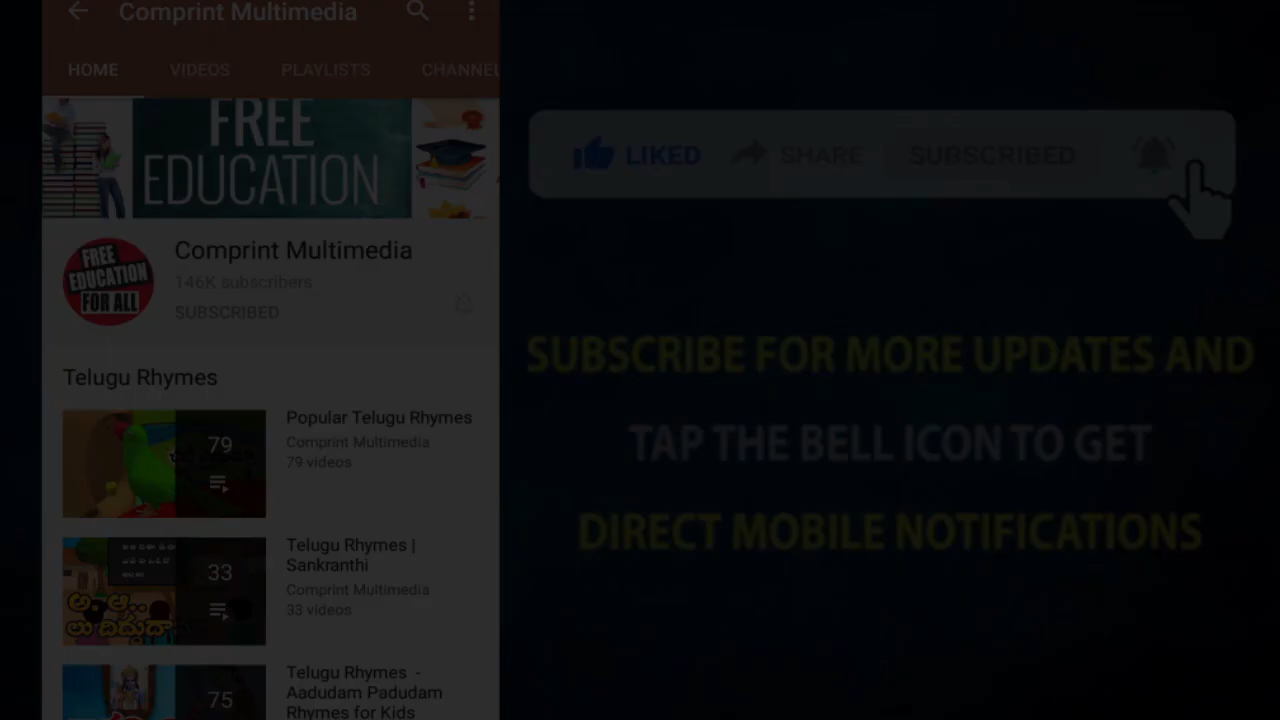 Comprint Multimedia
HOME VIDEOS PLAYLISTS CHANNEL
FREE
EDUCATION
FREE
EDUCATION
FOR ALL
Comprint Multimedia
146K subscribers
SUBSCRIBED
Telugu Rhymes
79
Popular Telugu Rhymes
Comprint Multimedia
79 videos
33
అ.. ఆ..
లు దిద్దుదాం
Telugu Rhymes |
Sankranthi
Comprint Multimedia
33 videos
75
Telugu Rhymes -
Aadudam Padudam
Rhymes for Kids
LIKED SHARE SUBSCRIBED
SUBSCRIBE FOR MORE UPDATES AND
TAP THE BELL ICON TO GET
DIRECT MOBILE NOTIFICATIONS